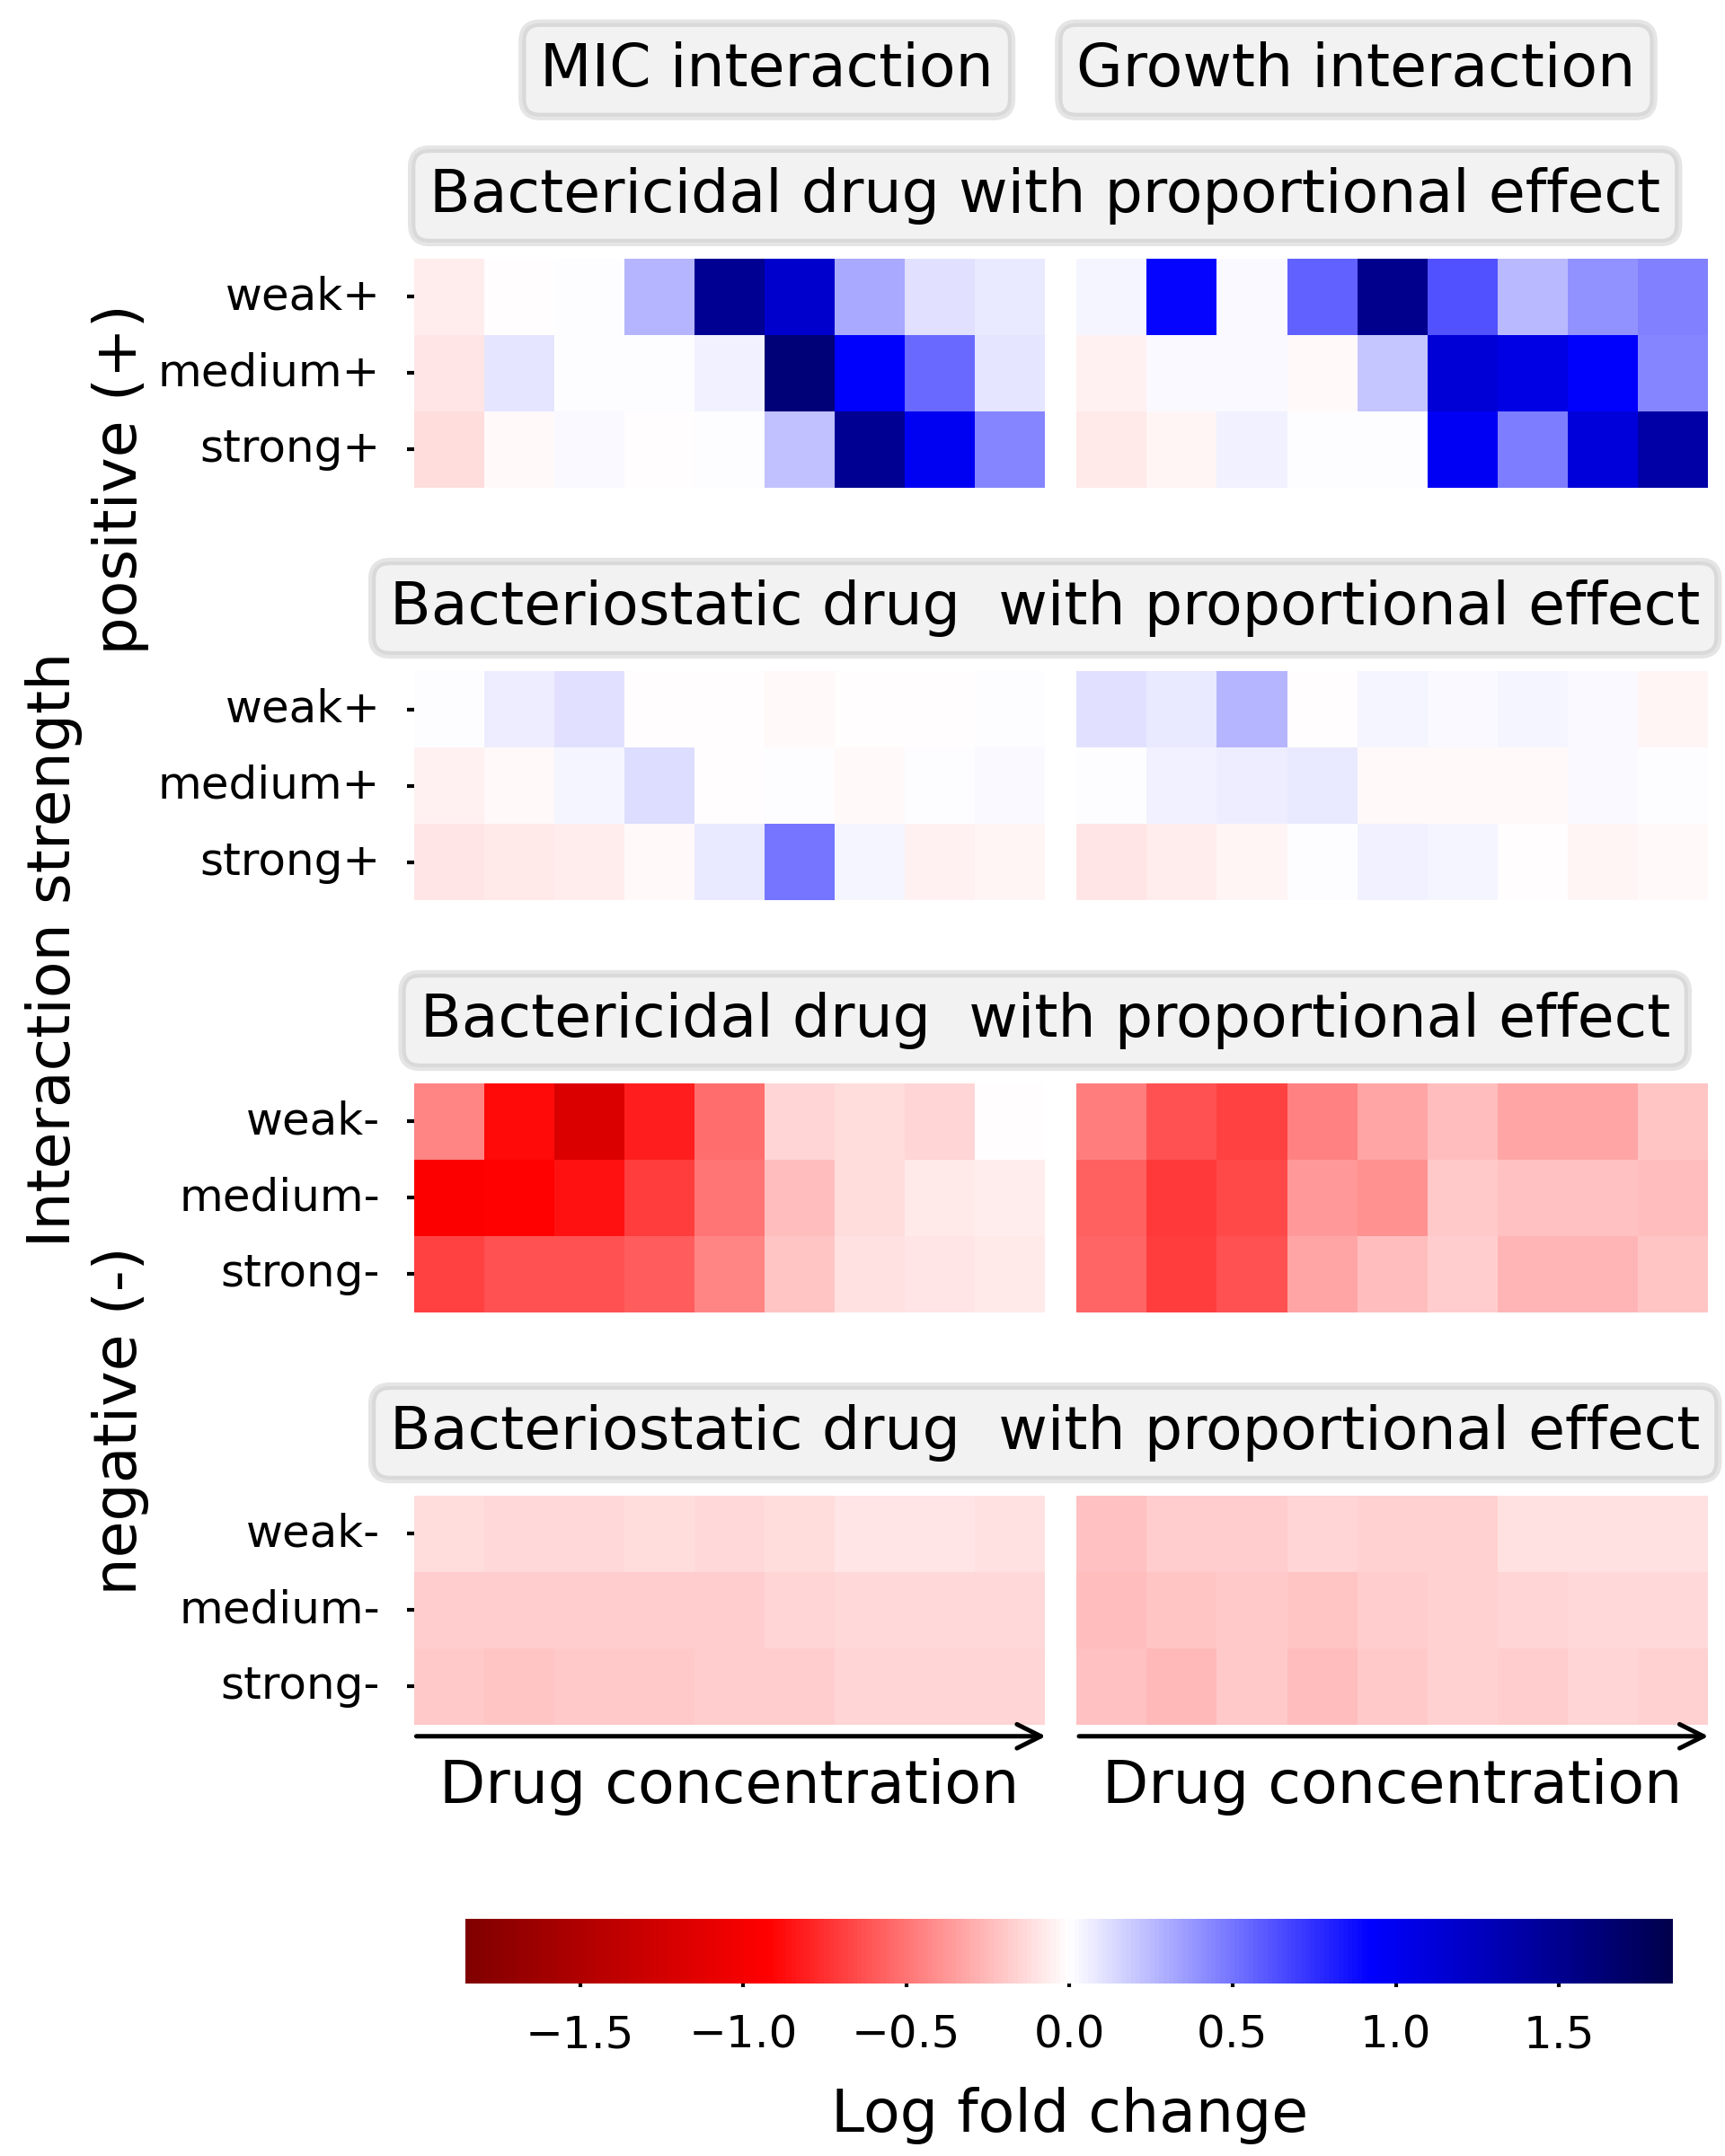 MIC interaction
Growth interaction
Bactericidal drug with proportional effect
weak+
medium+
strong+
Bacteriostatic drug  with proportional effect
weak+
medium+
strong+
Bactericidal drug  with proportional effect
weak-
medium-
strong-
Bacteriostatic drug  with proportional effect
weak-
medium-
strong-
Interaction strength
positive (+)
negative (-)
Drug concentration
Drug concentration
−1.5 −1.0 −0.5 0.0 0.5 1.0 1.5
Log fold change